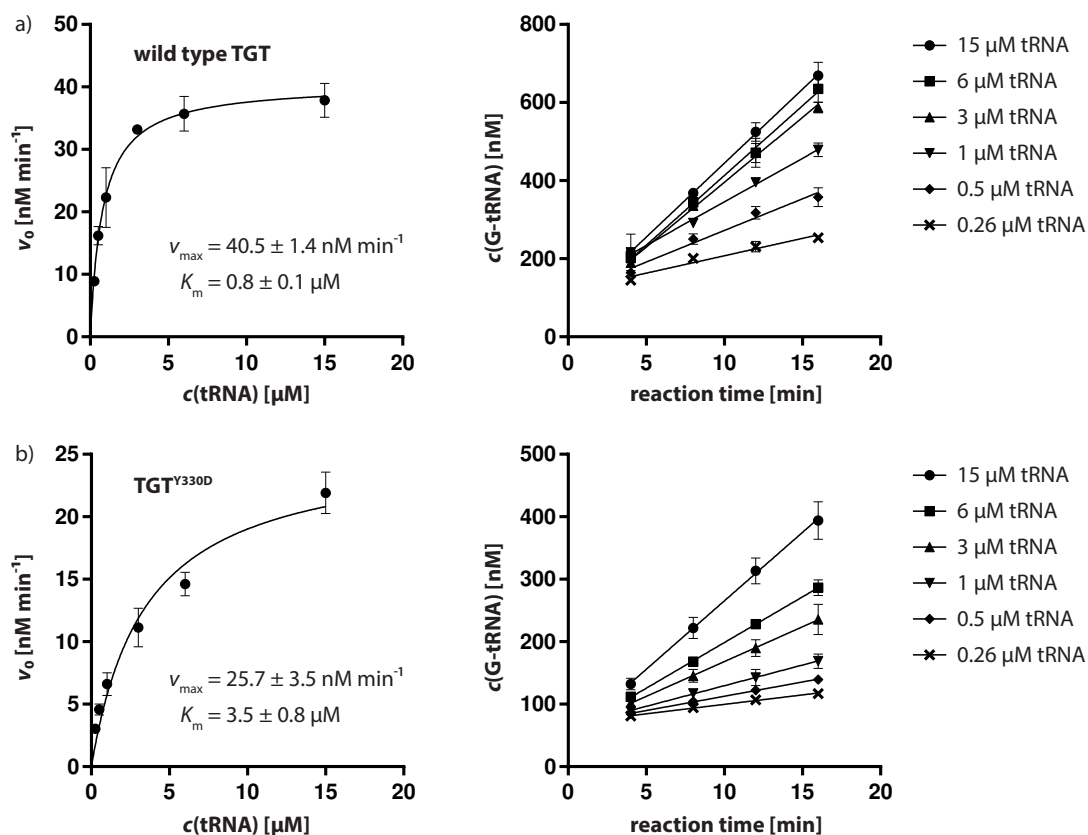 a)
wild type TGT
v₀ [nM min⁻¹]
50
40
30
20
10
0
vmax = 40.5 ± 1.4 nM min⁻¹
Km = 0.8 ± 0.1 µM
0 5 10 15 20
c(tRNA) [µM]
c(G-tRNA) [nM]
800
600
400
200
0
0 5 10 15 20
reaction time [min]
15 µM tRNA
6 µM tRNA
3 µM tRNA
1 µM tRNA
0.5 µM tRNA
0.26 µM tRNA
b)
TGTY330D
v₀ [nM min⁻¹]
25
20
15
10
5
0
vmax = 25.7 ± 3.5 nM min⁻¹
Km = 3.5 ± 0.8 µM
0 5 10 15 20
c(tRNA) [µM]
c(G-tRNA) [nM]
500
400
300
200
100
0
0 5 10 15 20
reaction time [min]
15 µM tRNA
6 µM tRNA
3 µM tRNA
1 µM tRNA
0.5 µM tRNA
0.26 µM tRNA